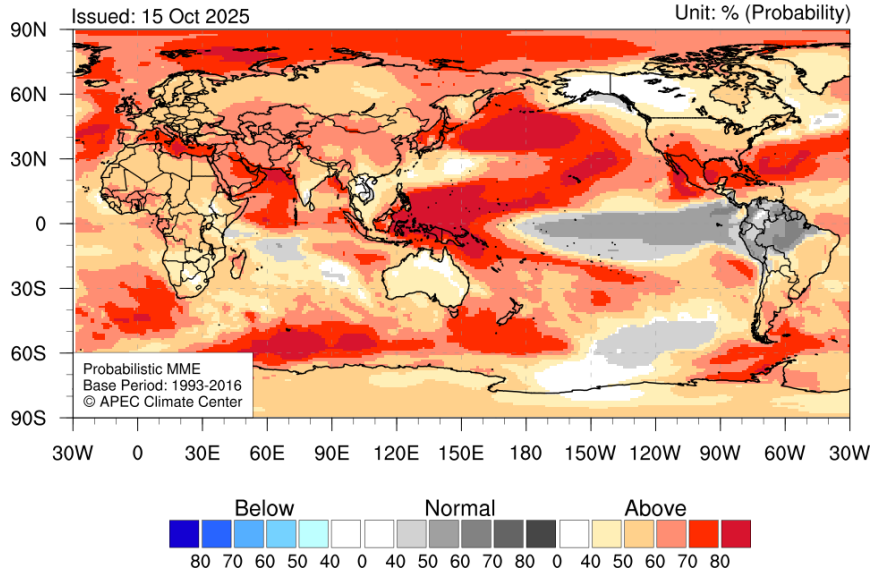 Issued: 15 Oct 2025
Unit: % (Probability)
90N
60N
30N
0
30S
60S
90S
Probabilistic MME
Base Period: 1993-2016
© APEC Climate Center
30W 0 30E 60E 90E 120E 150E 180 150W 120W 90W 60W 30W
Below Normal Above
80 70 60 50 40 0 40 50 60 70 80 0 40 50 60 70 80